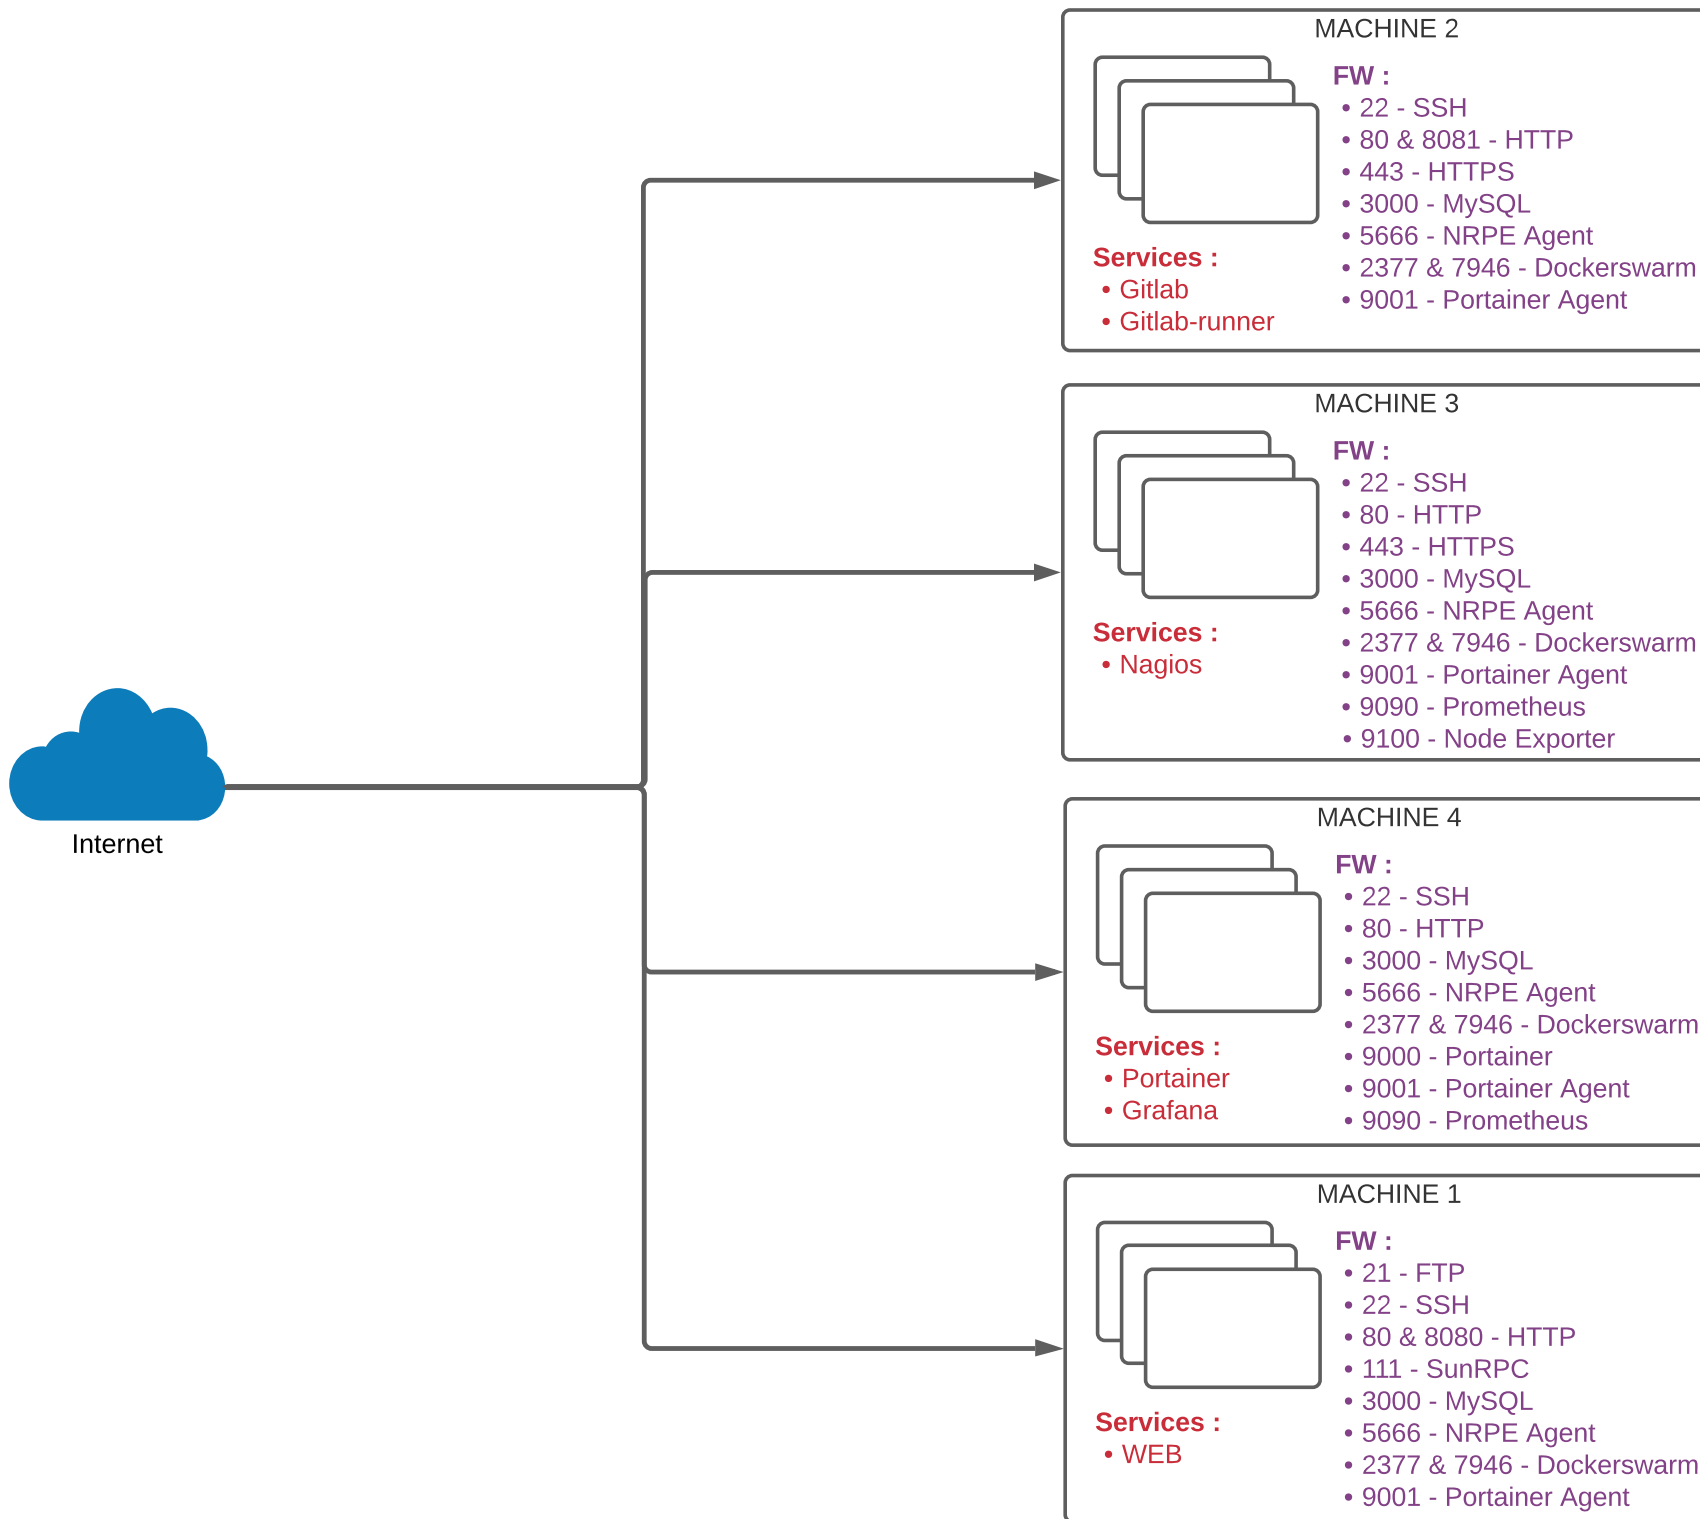 MACHINE 2
FW :
• 22 - SSH
• 80 & 8081 - HTTP
• 443 - HTTPS
• 3000 - MySQL
• 5666 - NRPE Agent
• 2377 & 7946 - Dockerswarm
• 9001 - Portainer Agent
Services :
• Gitlab
• Gitlab-runner
MACHINE 3
FW :
• 22 - SSH
• 80 - HTTP
• 443 - HTTPS
• 3000 - MySQL
• 5666 - NRPE Agent
• 2377 & 7946 - Dockerswarm
• 9001 - Portainer Agent
• 9090 - Prometheus
• 9100 - Node Exporter
Services :
• Nagios
Internet
MACHINE 4
FW :
• 22 - SSH
• 80 - HTTP
• 3000 - MySQL
• 5666 - NRPE Agent
• 2377 & 7946 - Dockerswarm
• 9000 - Portainer
• 9001 - Portainer Agent
• 9090 - Prometheus
Services :
• Portainer
• Grafana
MACHINE 1
FW :
• 21 - FTP
• 22 - SSH
• 80 & 8080 - HTTP
• 111 - SunRPC
• 3000 - MySQL
• 5666 - NRPE Agent
• 2377 & 7946 - Dockerswarm
• 9001 - Portainer Agent
Services :
• WEB